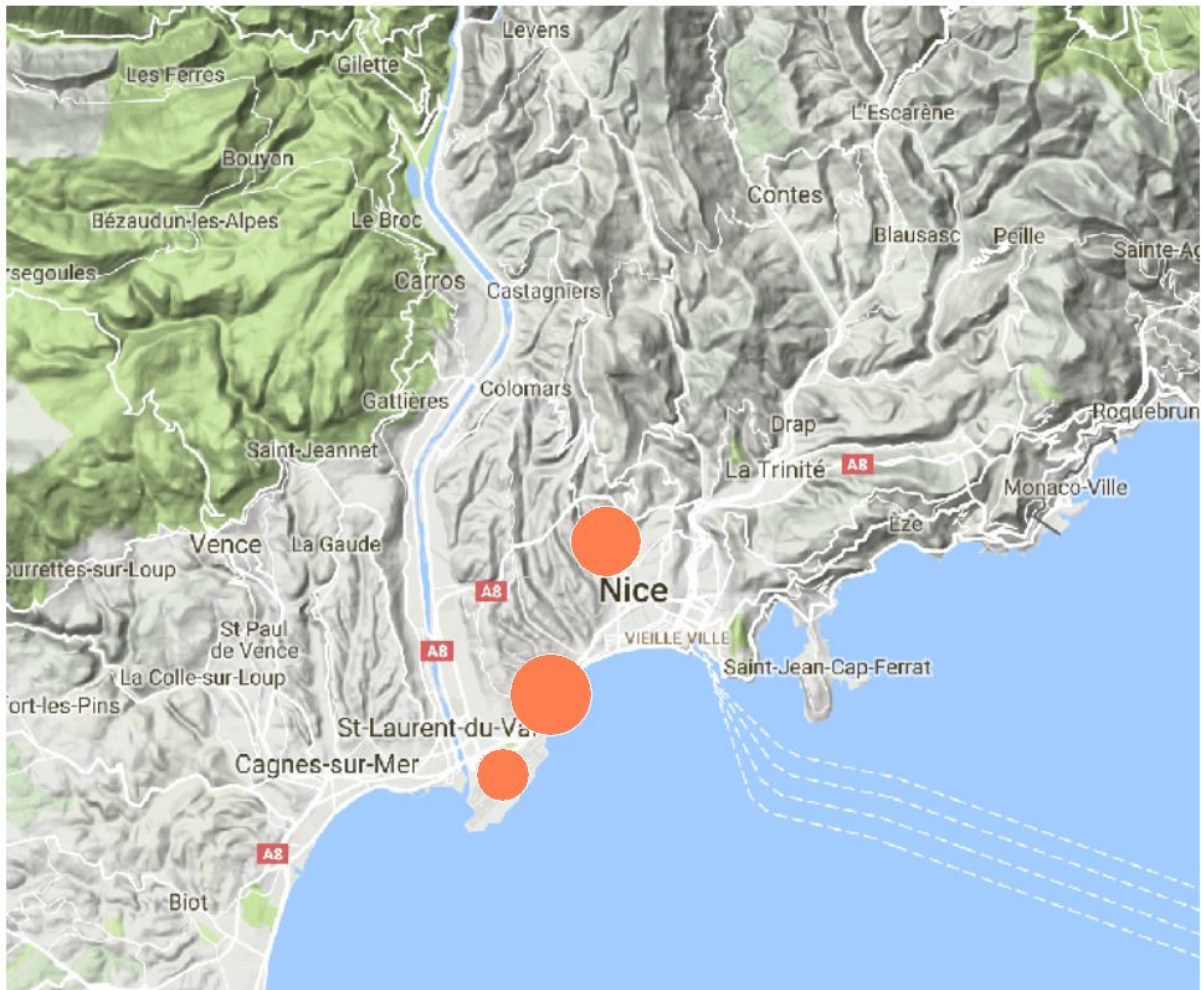 Levens
Gilette
Les Ferres
L'Escarène
Bouyon
Contes
Bézaudun-les-Alpes
Le Broc
Blausasc
Peille
Sainte-Ag
rsegoules
Carros
Castagniers
Colomars
Gattières
Roquebrun
Drap
Saint-Jeannet
La Trinité
A8
Monaco-Ville
Èze
Vence
La Gaude
ourrettes-sur-Loup
A8
Nice
St Paul
de Vence
VIEILLE VILLE
A8
Saint-Jean-Cap-Ferrat
La Colle-sur-Loup
fort-les-Pins
St-Laurent-du-Va
Cagnes-sur-Mer
A8
Biot